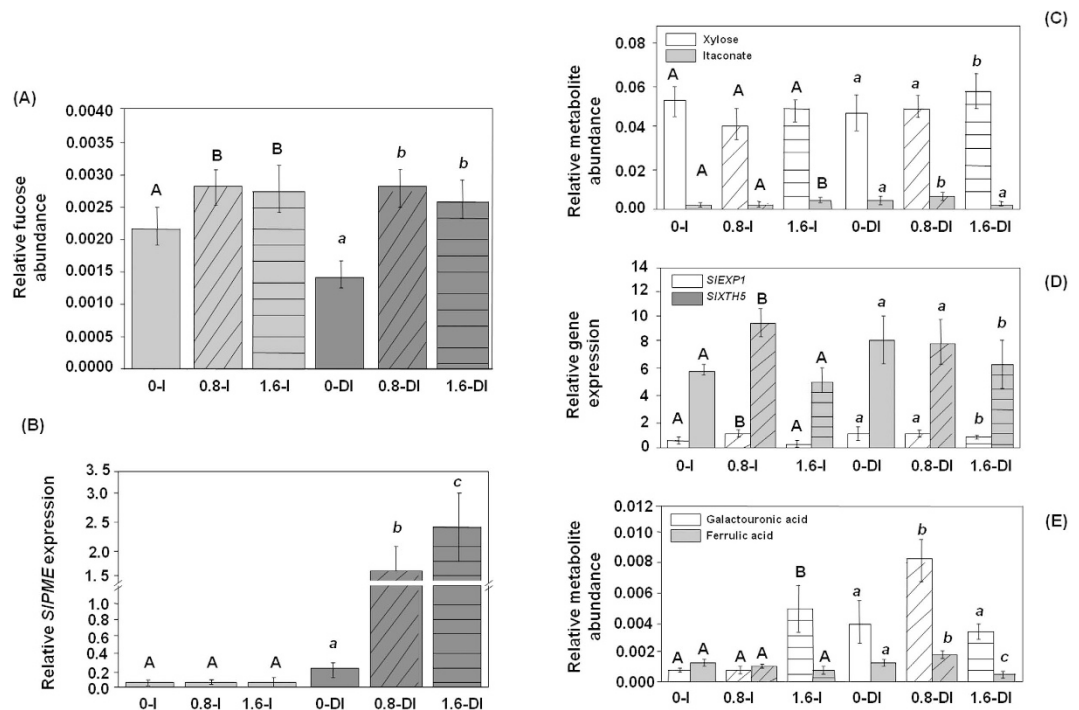 (A)
Relative fucose
abundance
0.0040
0.0035
0.0030
0.0025
0.0020
0.0015
0.0010
0.0005
0.0000
A
B
B
a
b
b
0-I 0.8-I 1.6-I 0-DI 0.8-DI 1.6-DI
(B)
Relative SlPME expression
3. 5
3.0
2.5
2.0
1.5
1.0
0.8
0.6
0.4
0.2
0.0
A
A
A
a
b
c
0-I 0.8-I 1.6-I 0-DI 0.8-DI 1.6-DI
(C)
Relative metabolite
abundance
0.08
0.06
0.04
0.02
0.00
Xylose
Itaconate
A A
A A
A B
a a
a b
b a
0-I 0.8-I 1.6-I 0-DI 0.8-DI 1.6-DI
(D)
Relative gene
expression
14
12
10
8
6
4
2
0
SlEXP1
SlXTH5
A A
B B
A A
a a
a a
b b
0-I 0.8-I 1.6-I 0-DI 0.8-DI 1.6-DI
(E)
Relative metabolite
abundance
0.012
0.010
0.008
0.006
0.004
0.002
0.000
Galactouronic acid
Ferrulic acid
A A
A A
B A
a a
b b
a c
0-I 0.8-I 1.6-I 0-DI 0.8-DI 1.6-DI